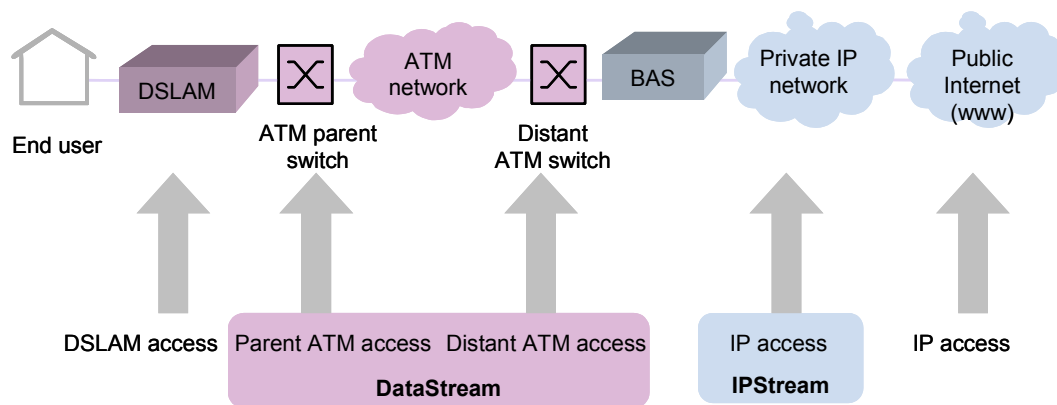 DSLAM
ATM
network
BAS
Private IP
network
Public
Internet
(www)
End user
ATM parent
switch
Distant
ATM switch
DSLAM access
Parent ATM access
Distant ATM access
DataStream
IP access
IPStream
IP access